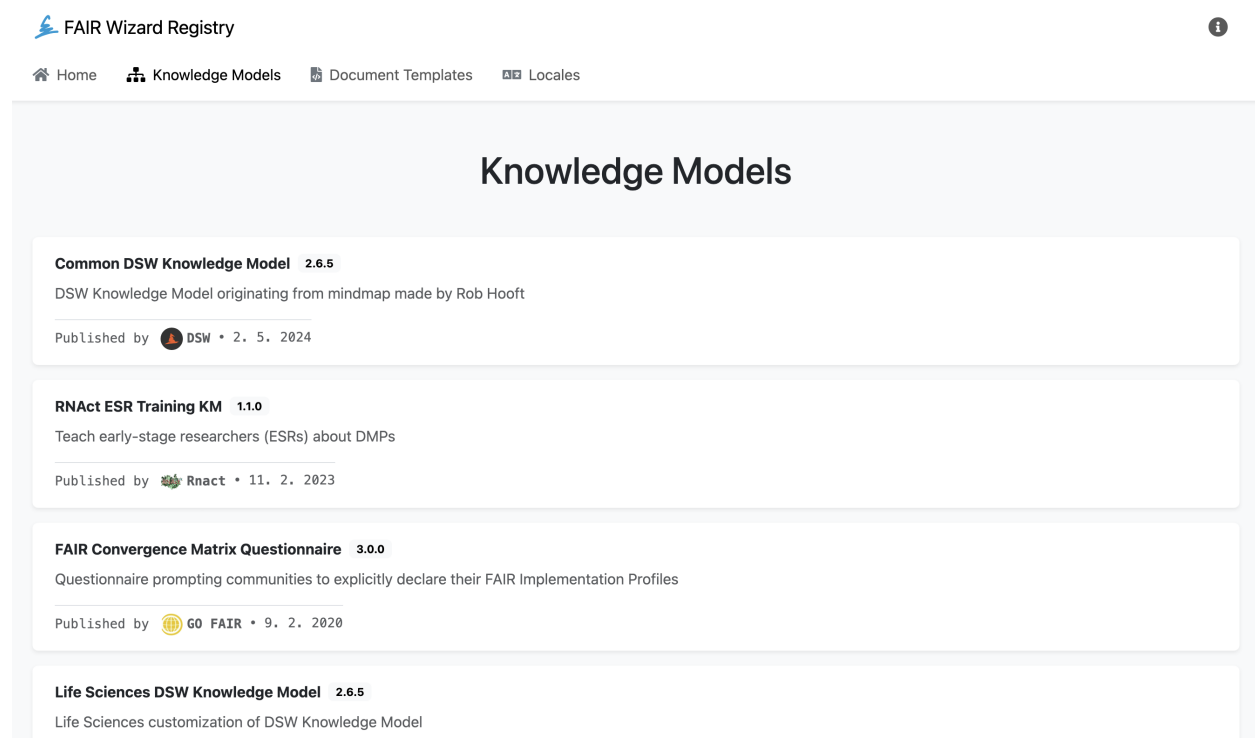 FAIR Wizard Registry
Home Knowledge Models Document Templates Locales
Knowledge Models
Common DSW Knowledge Model 2.6.5
DSW Knowledge Model originating from mindmap made by Rob Hooft
Published by DSW • 2. 5. 2024
RNAct ESR Training KM 1.1.0
Teach early-stage researchers (ESRs) about DMPs
Published by Rnact • 11. 2. 2023
FAIR Convergence Matrix Questionnaire 3.0.0
Questionnaire prompting communities to explicitly declare their FAIR Implementation Profiles
Published by GO FAIR • 9. 2. 2020
Life Sciences DSW Knowledge Model 2.6.5
Life Sciences customization of DSW Knowledge Model